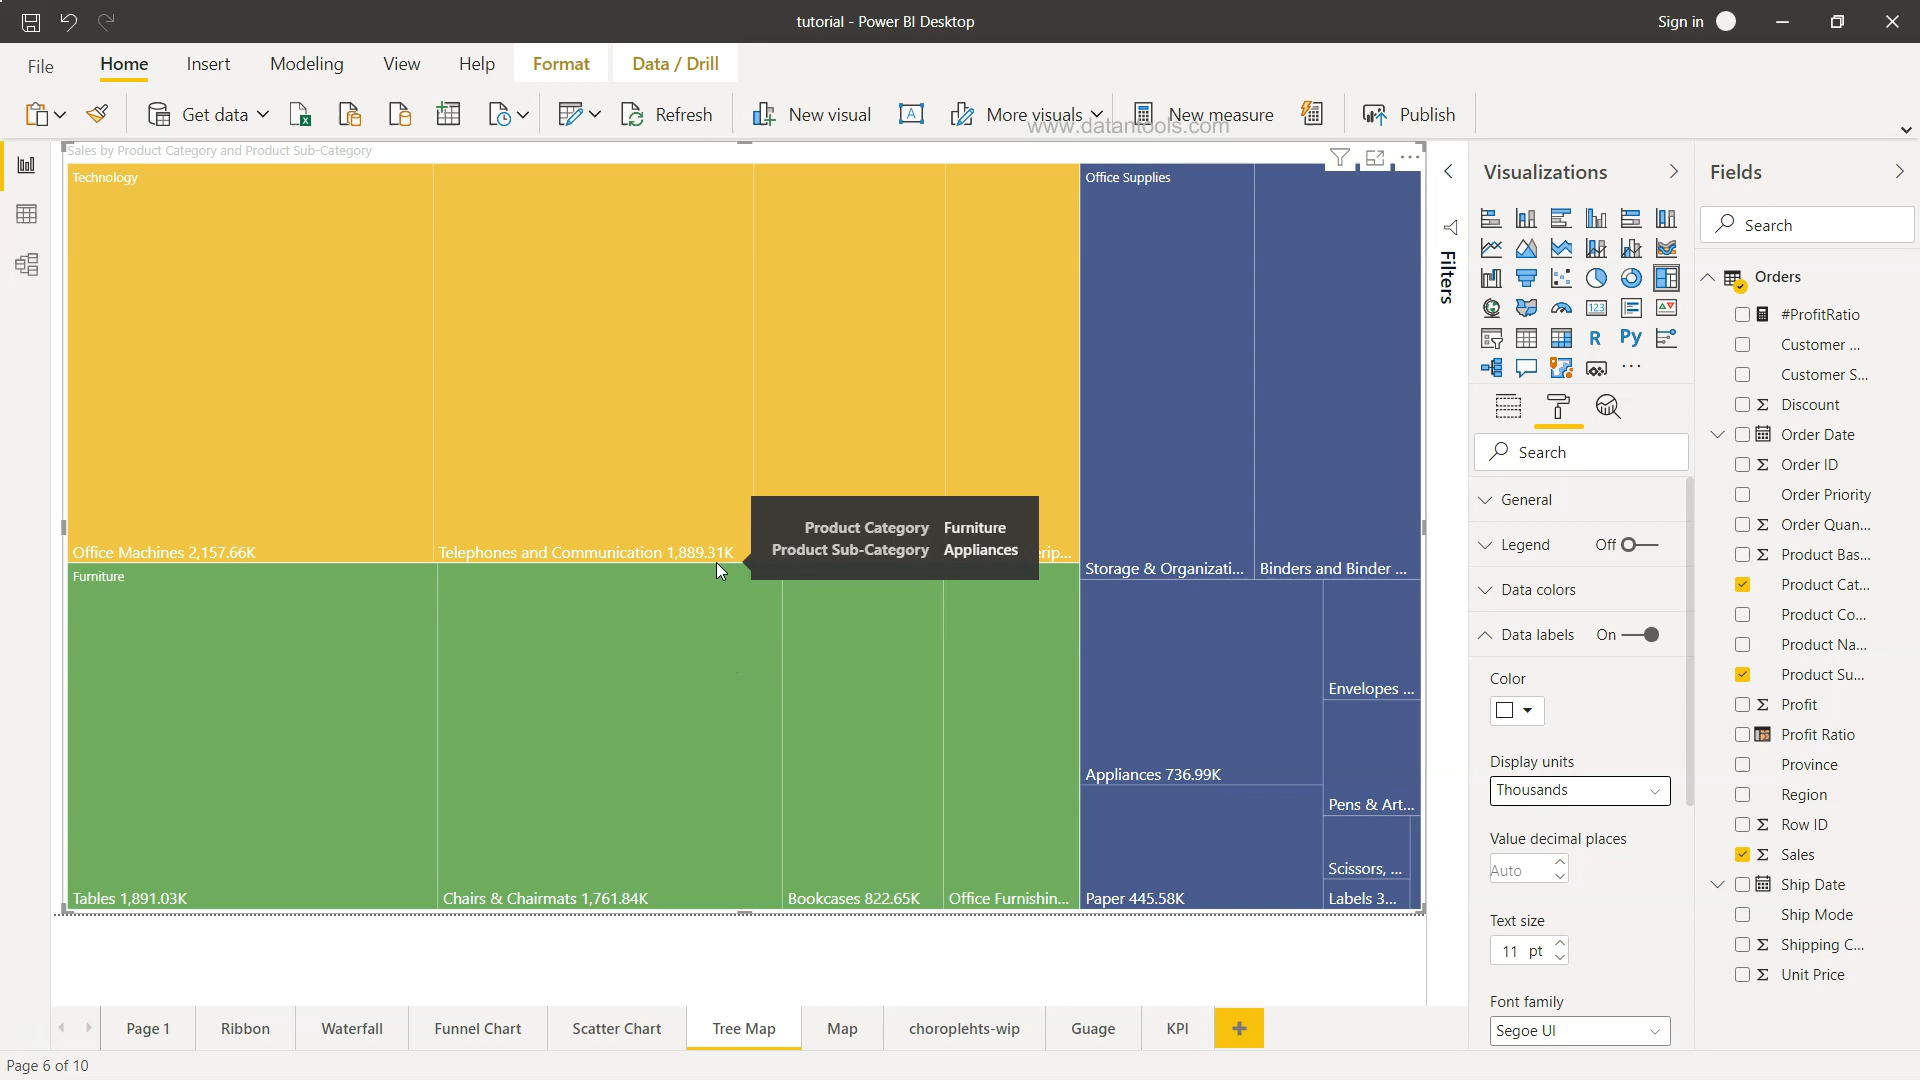 tutorial - Power BI Desktop
Sign in
File
Home
Insert
Modeling
View
Help
Format
Data / Drill
Get data
Refresh
New visual
More visuals
New measure
Publish
www.datantools.com
Sales by Product Category and Product Sub-Category
Technology
Office Machines 2,157.66K
Telephones and Communication 1,889.31K
erip...
Product Category Furniture
Product Sub-Category Appliances
Furniture
Tables 1,891.03K
Chairs & Chairmats 1,761.84K
Bookcases 822.65K
Office Furnishin...
Office Supplies
Storage & Organizati...
Binders and Binder ...
Appliances 736.99K
Envelopes ...
Pens & Art...
Scissors, ...
Paper 445.58K
Labels 3...
Filters
Visualizations
123
R
Py
Search
General
Legend Off
Data colors
Data labels On
Color
Display units
Thousands
Value decimal places
Auto
Text size
11 pt
Font family
Segoe UI
Fields
Search
Orders
#ProfitRatio
Customer ...
Customer S...
Σ Discount
Order Date
Σ Order ID
Order Priority
Σ Order Quan...
Σ Product Bas...
Product Cat...
Product Co...
Product Na...
Product Su...
Σ Profit
Profit Ratio
Province
Region
Σ Row ID
Σ Sales
Ship Date
Ship Mode
Σ Shipping C...
Σ Unit Price
Page 1
Ribbon
Waterfall
Funnel Chart
Scatter Chart
Tree Map
Map
choroplehts-wip
Guage
KPI
Page 6 of 10